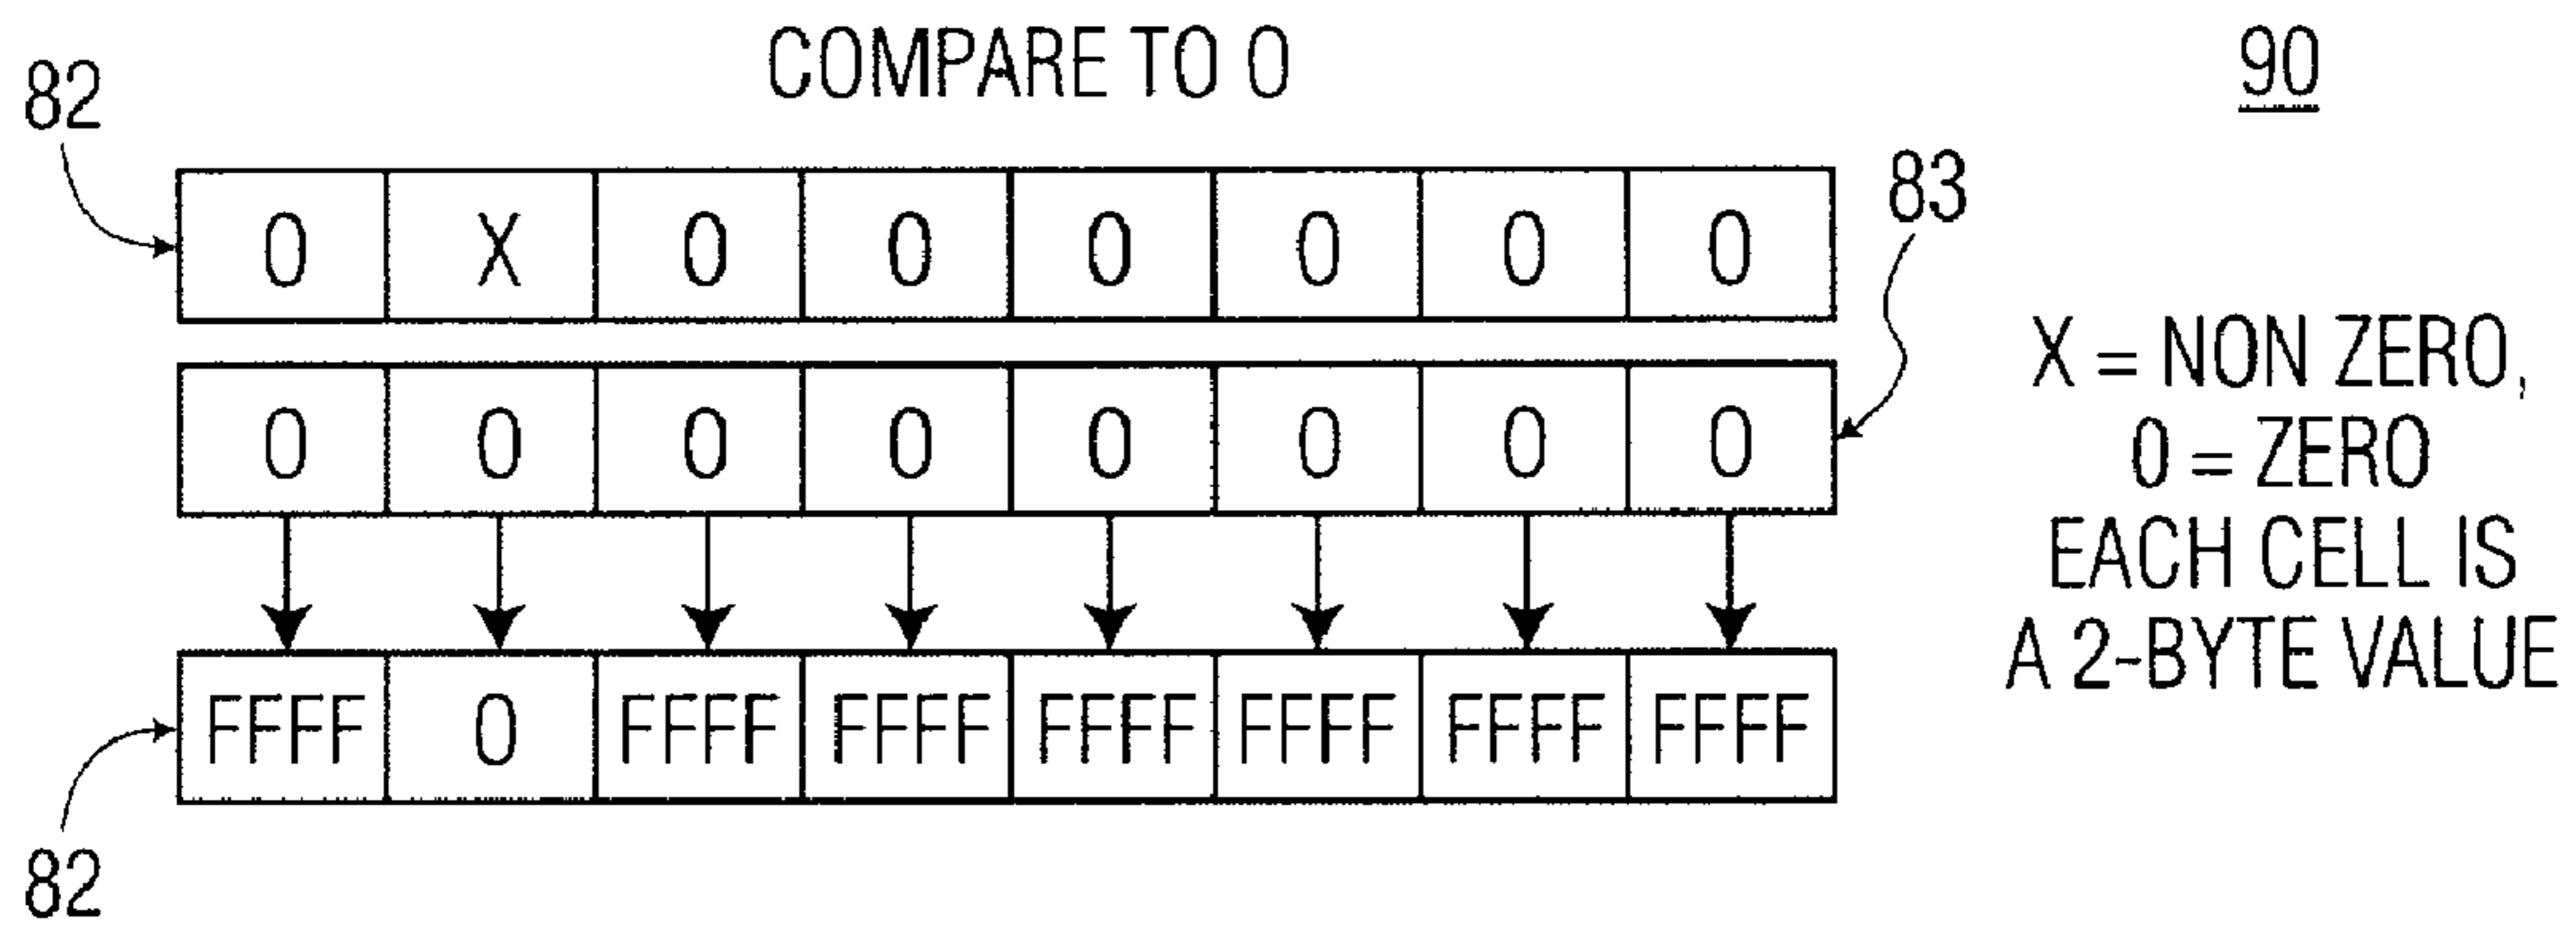 COMPARE TO 0
90
82
83
0 X 0 0 0 0 0 0
0 0 0 0 0 0 0 0
X = NON ZERO,
0 = ZERO
EACH CELL IS
A 2-BYTE VALUE
FFFF 0 FFFF FFFF FFFF FFFF FFFF FFFF
82